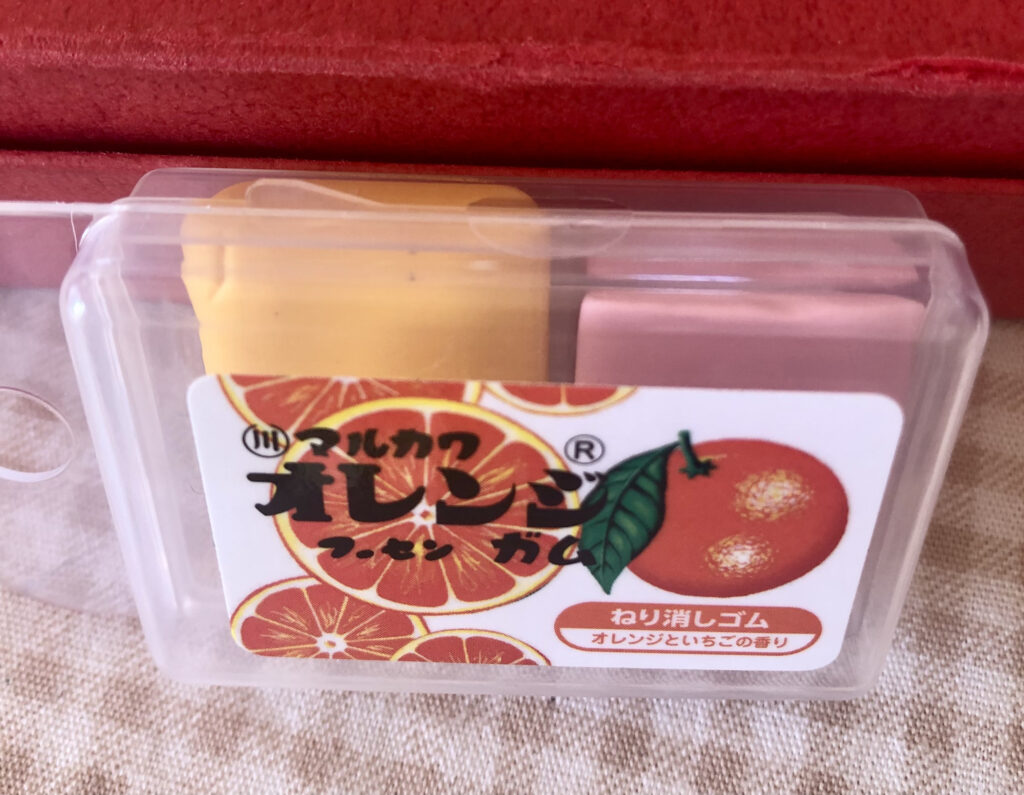 ㊂ マルカワ ®
オレンジ
フーセン ガム
ねり消しゴム
オレンジといちごの香り